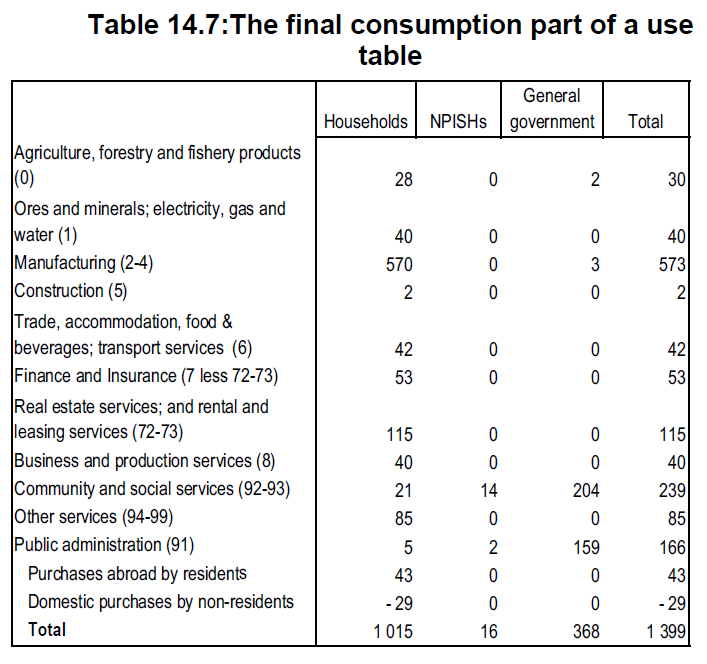 Table 14.7:The final consumption part of a use
table
Households NPISHs General government Total
Agriculture, forestry and fishery products
(0) 28 0 2 30
Ores and minerals; electricity, gas and
water (1) 40 0 0 40
Manufacturing (2-4) 570 0 3 573
Construction (5) 2 0 0 2
Trade, accommodation, food &
beverages; transport services (6) 42 0 0 42
Finance and Insurance (7 less 72-73) 53 0 0 53
Real estate services; and rental and
leasing services (72-73) 115 0 0 115
Business and production services (8) 40 0 0 40
Community and social services (92-93) 21 14 204 239
Other services (94-99) 85 0 0 85
Public administration (91) 5 2 159 166
Purchases abroad by residents 43 0 0 43
Domestic purchases by non-residents - 29 0 0 - 29
Total 1 015 16 368 1 399